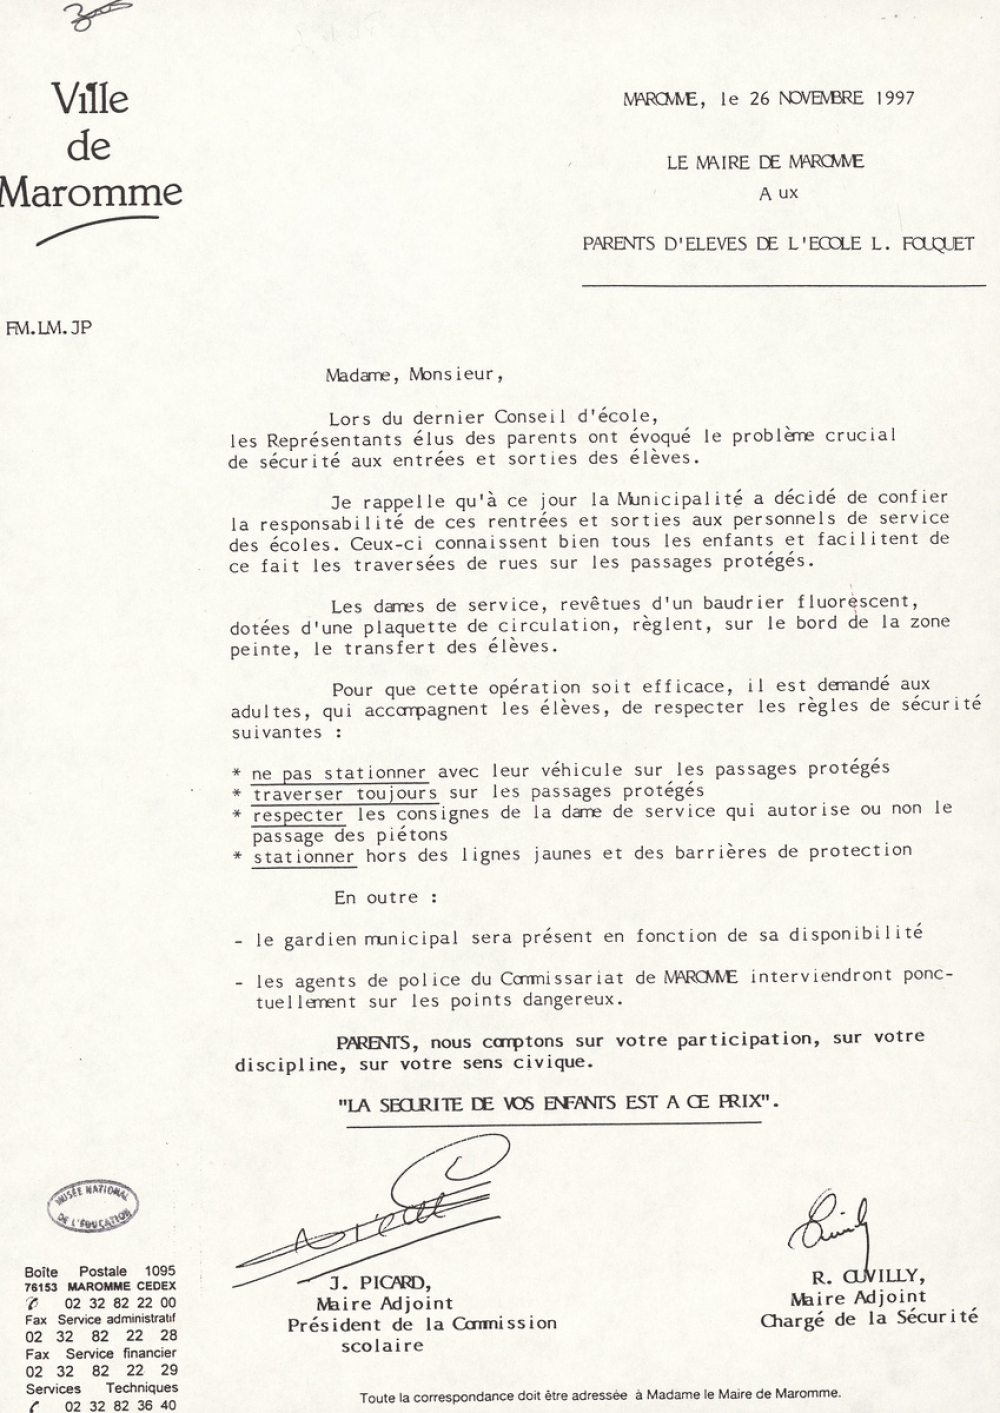 Ville
de
Maromme
MAROMME, le 26 NOVEMBRE 1997
LE MAIRE DE MAROMME
A ux
PARENTS D'ELEVES DE L'ECOLE L. FOUQUET
FM.LM.JP
Madame, Monsieur,
Lors du dernier Conseil d'école,
les Représentants élus des parents ont évoqué le problème crucial
de sécurité aux entrées et sorties des élèves.
Je rappelle qu'à ce jour la Municipalité a décidé de confier
la responsabilité de ces rentrées et sorties aux personnels de service
des écoles. Ceux-ci connaissent bien tous les enfants et facilitent de
ce fait les traversées de rues sur les passages protégés.
Les dames de service, revêtues d'un baudrier fluorescent,
dotées d'une plaquette de circulation, règlent, sur le bord de la zone
peinte, le transfert des élèves.
Pour que cette opération soit efficace, il est demandé aux
adultes, qui accompagnent les élèves, de respecter les règles de sécurité
suivantes :
* ne pas stationner avec leur véhicule sur les passages protégés
* traverser toujours sur les passages protégés
* respecter les consignes de la dame de service qui autorise ou non le
passage des piétons
* stationner hors des lignes jaunes et des barrières de protection
En outre :
- le gardien municipal sera présent en fonction de sa disponibilité
- les agents de police du Commissariat de MAROMME interviendront ponc-
tuellement sur les points dangereux.
PARENTS, nous comptons sur votre participation, sur votre
discipline, sur votre sens civique.
"LA SECURITE DE VOS ENFANTS EST A CE PRIX".
MUSÉE NATIONAL
DE L'ÉDUCATION
J. PICARD,
Maire Adjoint
Président de la Commission
scolaire
R. CUVILLY,
Maire Adjoint
Chargé de la Sécurité
Boîte Postale 1095
76153 MAROMME CEDEX
02 32 82 22 00
Fax Service administratif
02 32 82 22 28
Fax Service financier
02 32 82 22 29
Services Techniques
02 32 82 36 40
Toute la correspondance doit être adressée à Madame le Maire de Maromme.